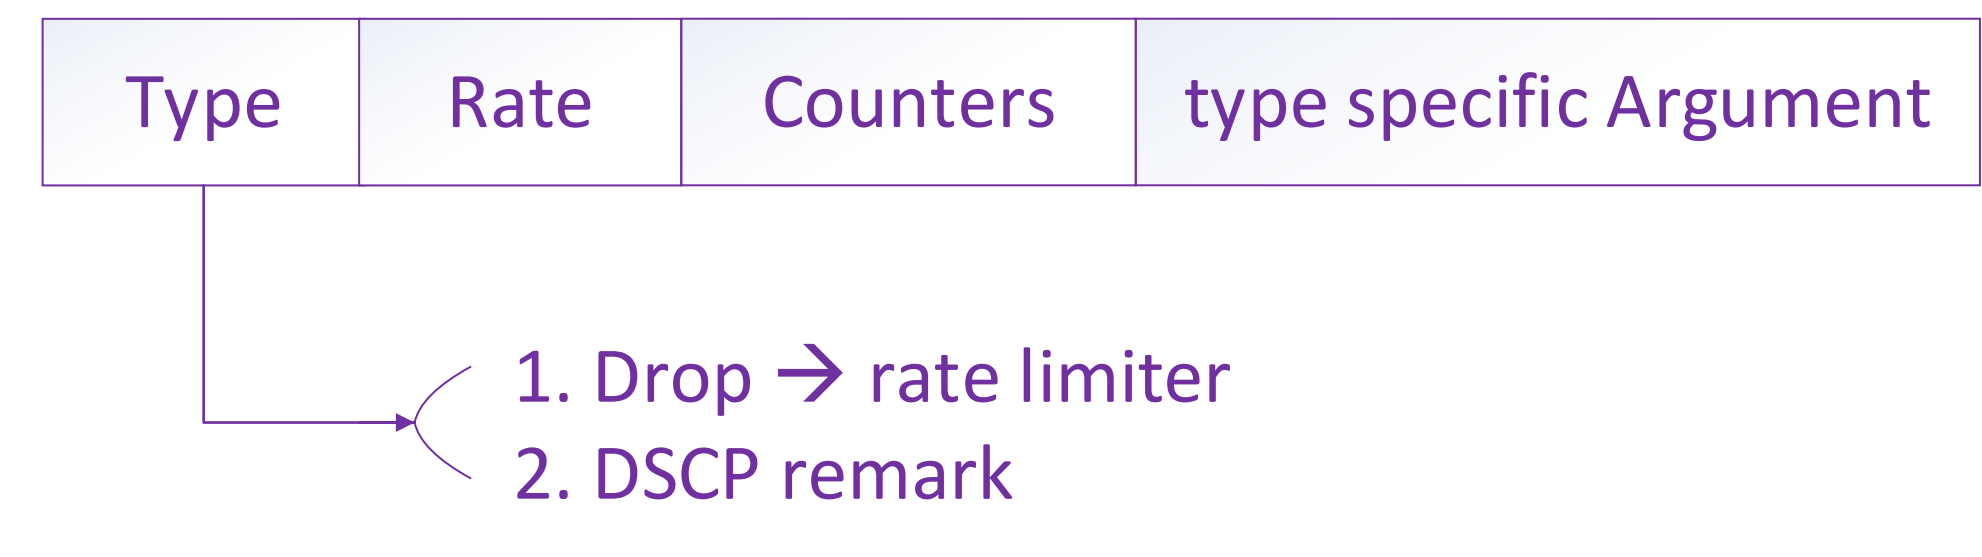 Type Rate Counters type specific Argument
1. Drop → rate limiter
2. DSCP remark